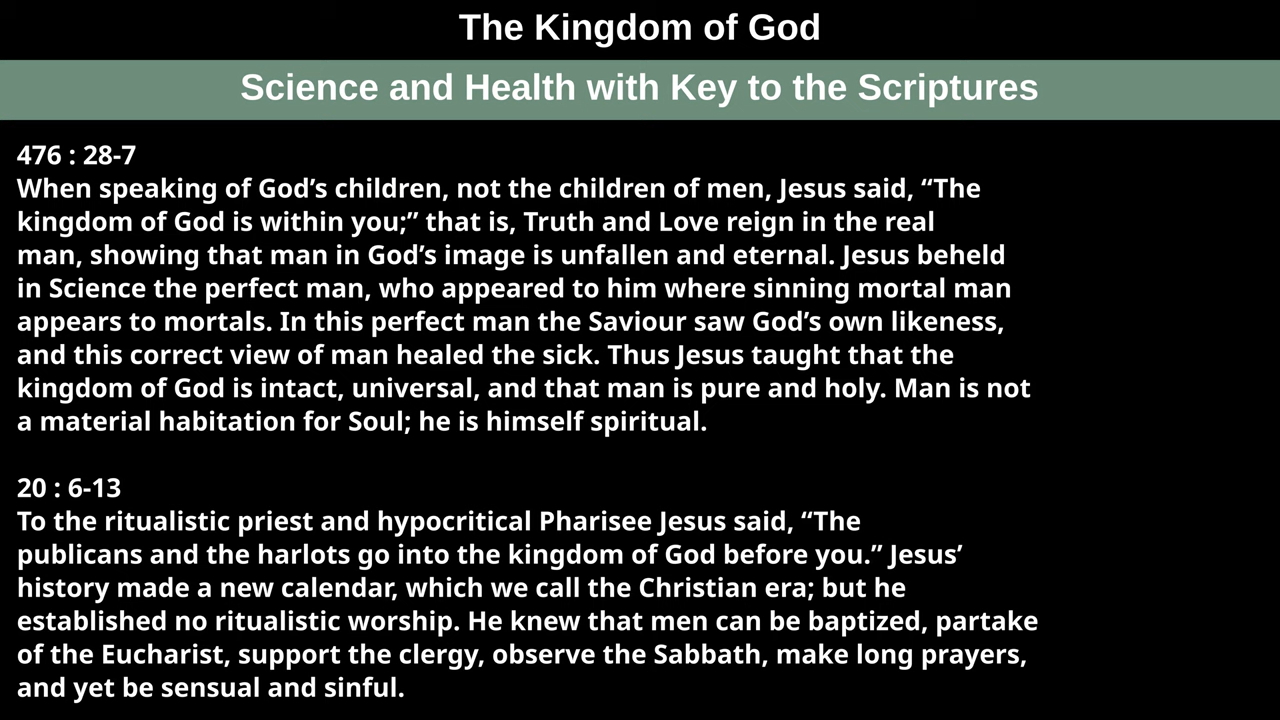 The Kingdom of God
Science and Health with Key to the Scriptures
476 : 28-7
When speaking of God’s children, not the children of men, Jesus said, “The
kingdom of God is within you;” that is, Truth and Love reign in the real
man, showing that man in God’s image is unfallen and eternal. Jesus beheld
in Science the perfect man, who appeared to him where sinning mortal man
appears to mortals. In this perfect man the Saviour saw God’s own likeness,
and this correct view of man healed the sick. Thus Jesus taught that the
kingdom of God is intact, universal, and that man is pure and holy. Man is not
a material habitation for Soul; he is himself spiritual.
20 : 6-13
To the ritualistic priest and hypocritical Pharisee Jesus said, “The
publicans and the harlots go into the kingdom of God before you.” Jesus’
history made a new calendar, which we call the Christian era; but he
established no ritualistic worship. He knew that men can be baptized, partake
of the Eucharist, support the clergy, observe the Sabbath, make long prayers,
and yet be sensual and sinful.